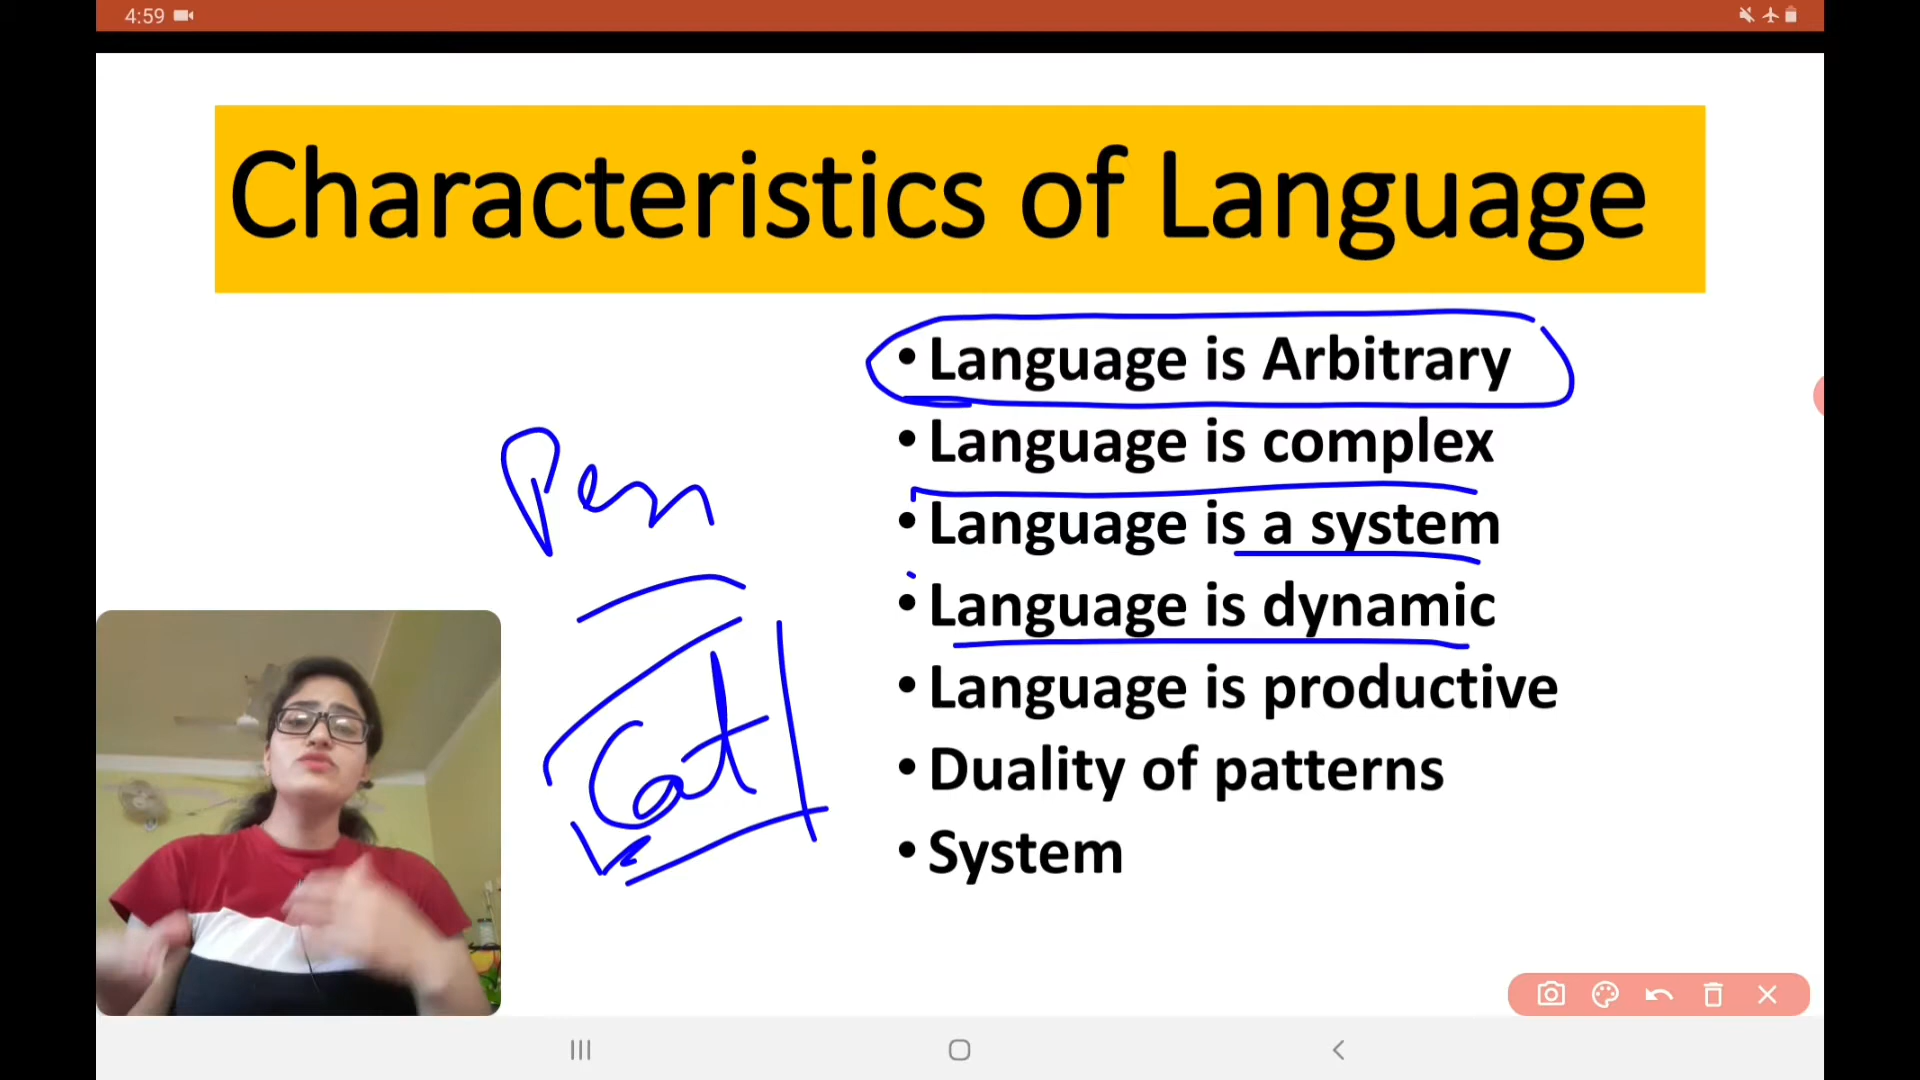 4:59
Characteristics of Language
• Language is Arbitrary
• Language is complex
• Language is a system
• Language is dynamic
• Language is productive
• Duality of patterns
• System
Pen
Cat